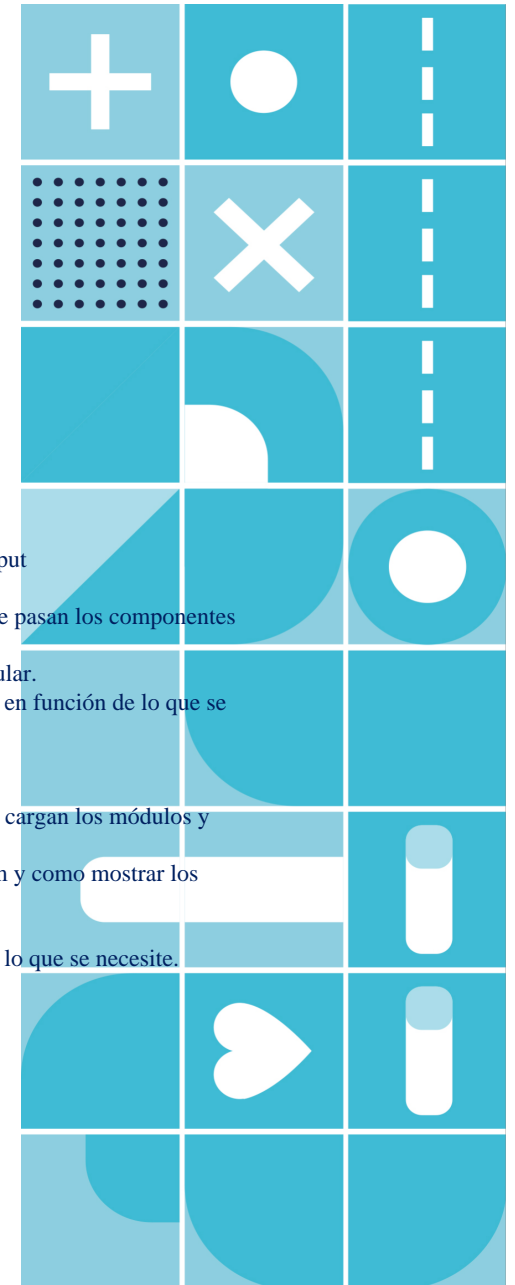 put
e pasan los componentes
ular.
en función de lo que se
cargan los módulos y
n y como mostrar los
lo que se necesite.